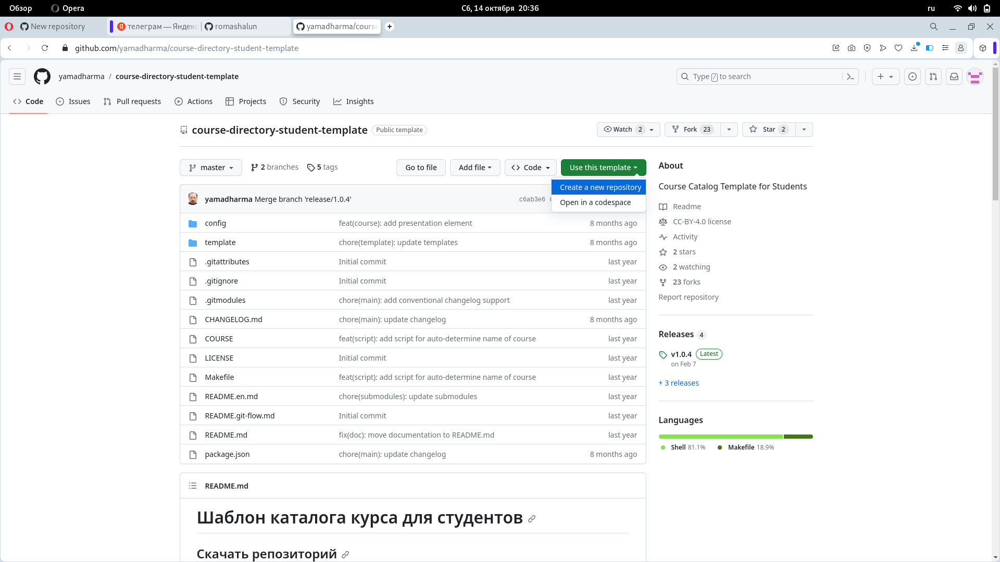 Обзор Opera Сб, 14 октября 20:36 ru
New repository телеграм — Яндекс romashalun yamadharma/course
github.com/yamadharma/course-directory-student-template
yamadharma / course-directory-student-template Type / to search
Code Issues Pull requests Actions Projects Security Insights
course-directory-student-template Public template Watch 2 Fork 23 Star 2
master 2 branches 5 tags Go to file Add file Code Use this template
Create a new repository
Open in a codespace
yamadharma Merge branch 'release/1.0.4' c6ab3e6
config feat(course): add presentation element 8 months ago
template chore(template): update templates 8 months ago
.gitattributes Initial commit last year
.gitignore Initial commit last year
.gitmodules chore(main): add conventional changelog support last year
CHANGELOG.md chore(main): update changelog 8 months ago
COURSE feat(script): add script for auto-determine name of course last year
LICENSE Initial commit last year
Makefile feat(script): add script for auto-determine name of course last year
README.en.md chore(submodules): update submodules last year
README.git-flow.md Initial commit last year
README.md fix(doc): move documentation to README.md last year
package.json chore(main): update changelog 8 months ago
README.md
Шаблон каталога курса для студентов
Скачать репозиторий
About
Course Catalog Template for Students
Readme
CC-BY-4.0 license
Activity
2 stars
2 watching
23 forks
Report repository
Releases 4
v1.0.4 Latest
on Feb 7
+ 3 releases
Languages
Shell 81.1% Makefile 18.9%